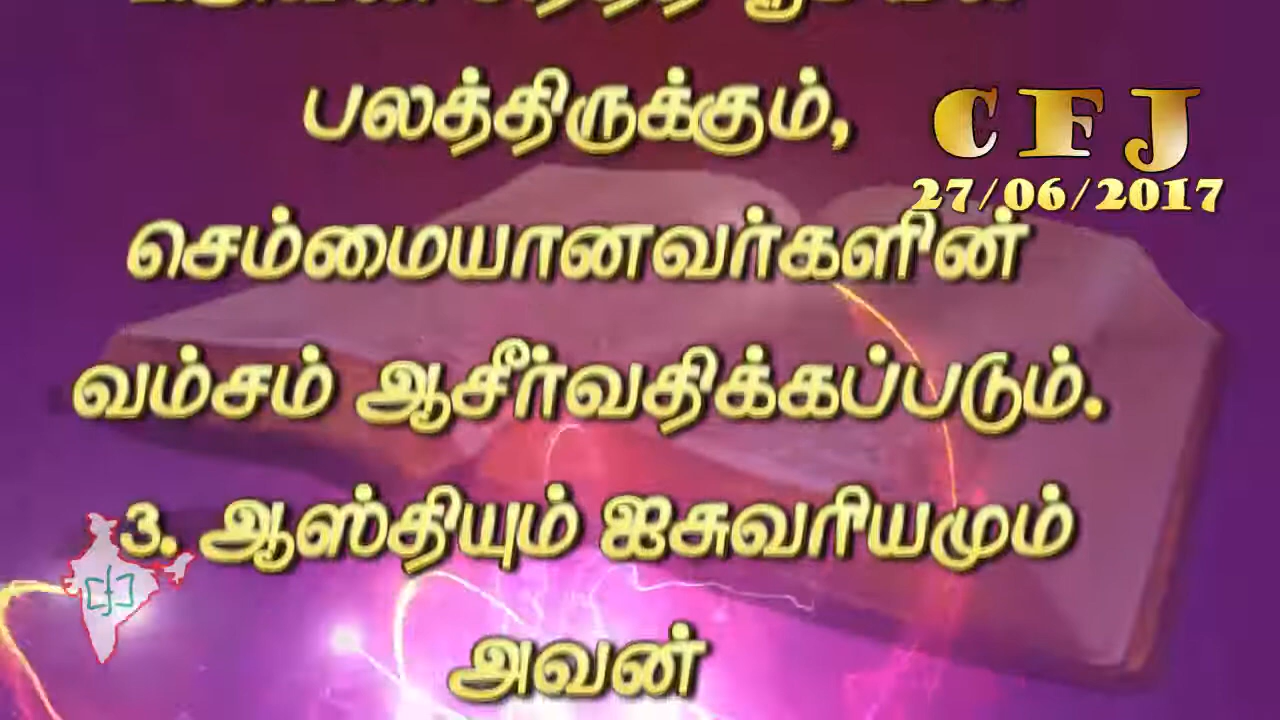 பலத்திருக்கும்,
CFJ
27/06/2017
செம்மையானவர்களின்
வம்சம் ஆசீர்வதிக்கப்படும்.
3. ஆஸ்தியும் ஐசுவரியமும்
அவன்